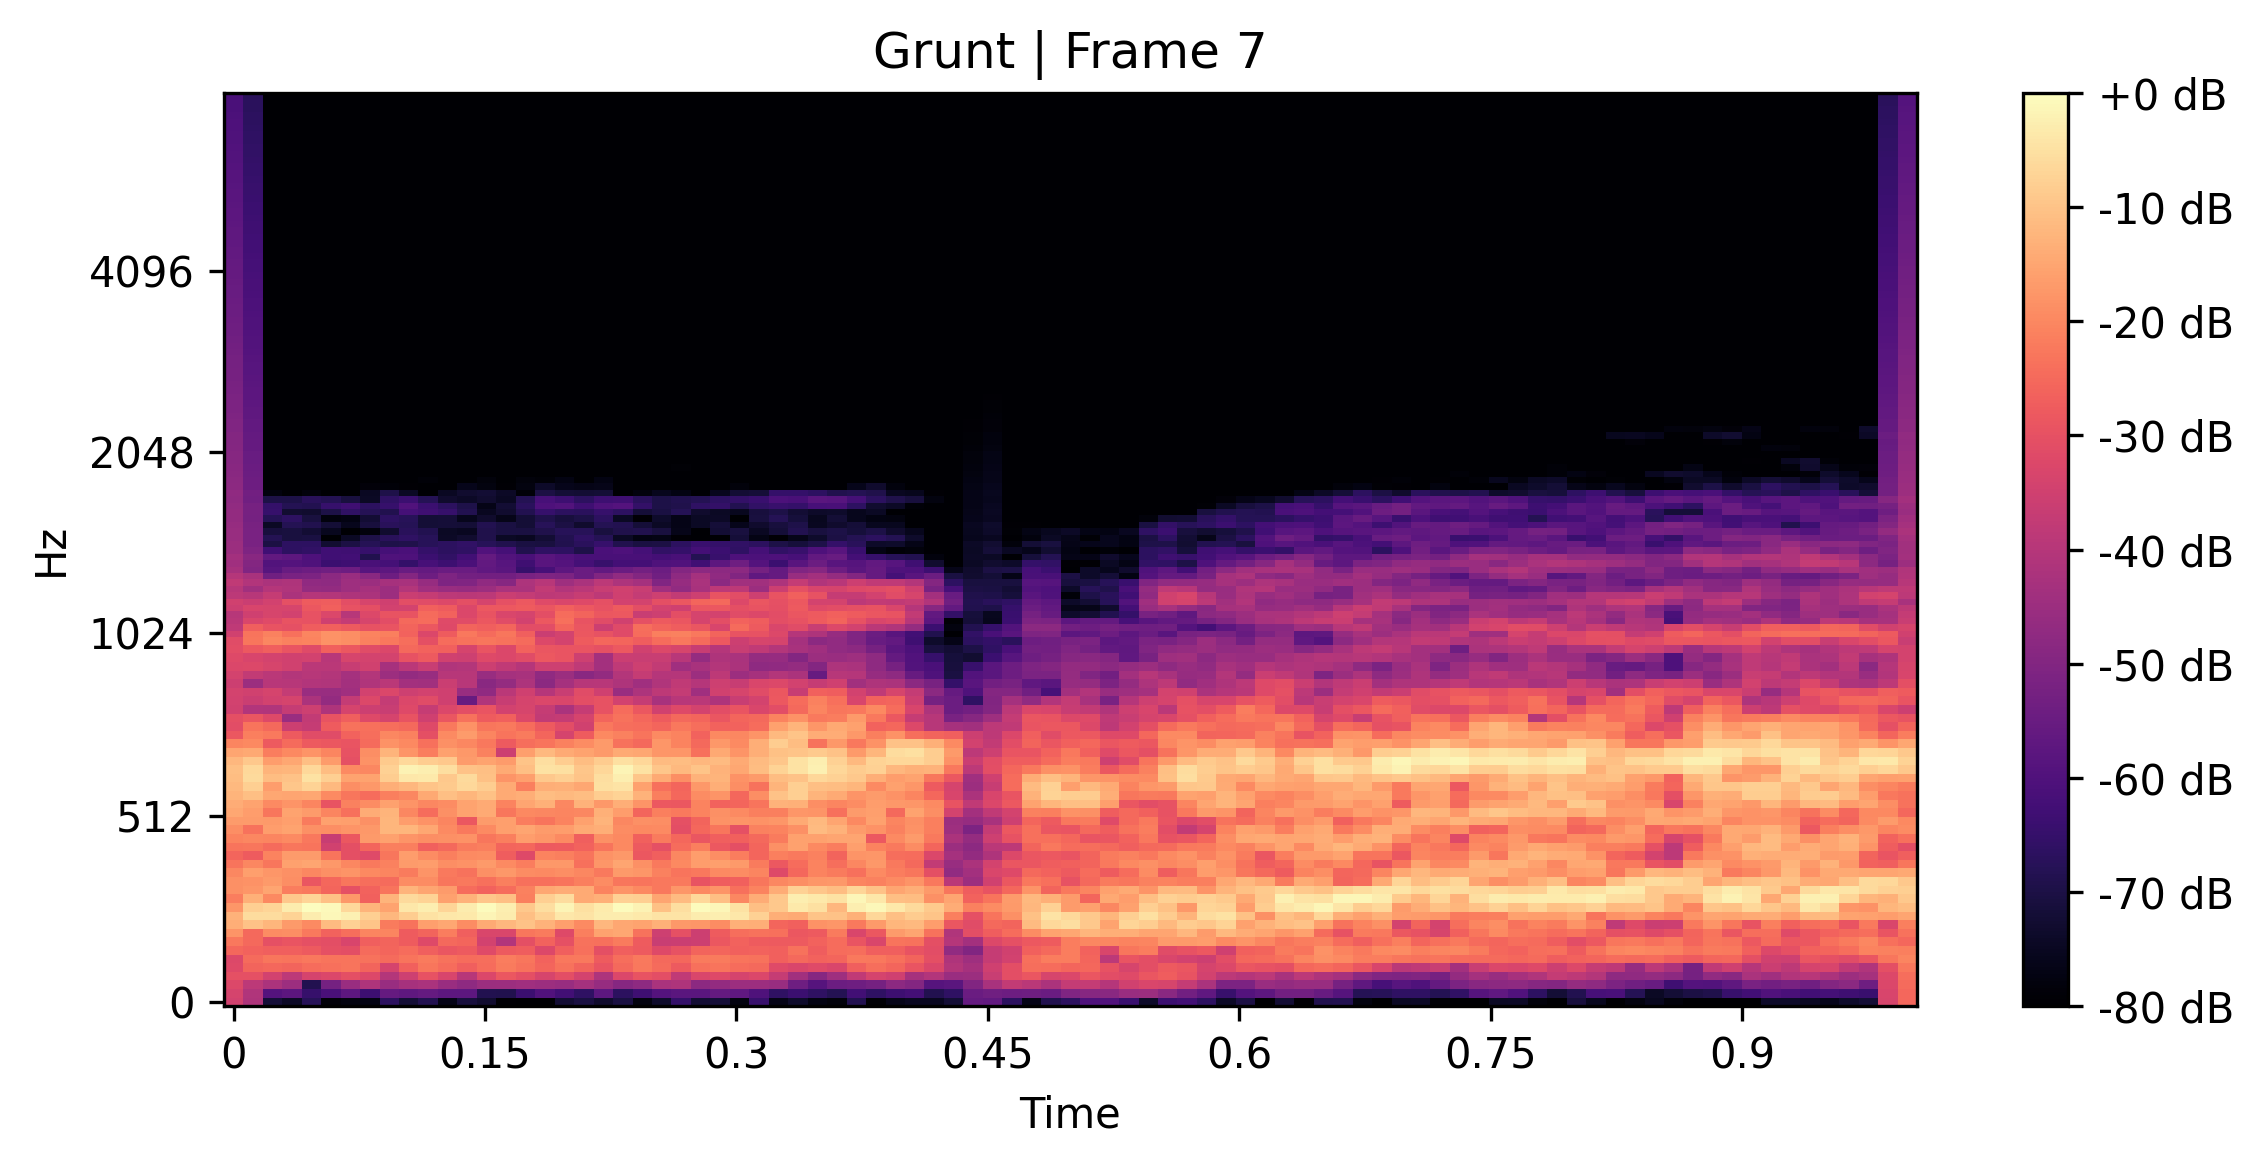 Grunt | Frame 7
Hz
4096
2048
1024
512
0
0 0.15 0.3 0.45 0.6 0.75 0.9
Time
+0 dB
-10 dB
-20 dB
-30 dB
-40 dB
-50 dB
-60 dB
-70 dB
-80 dB